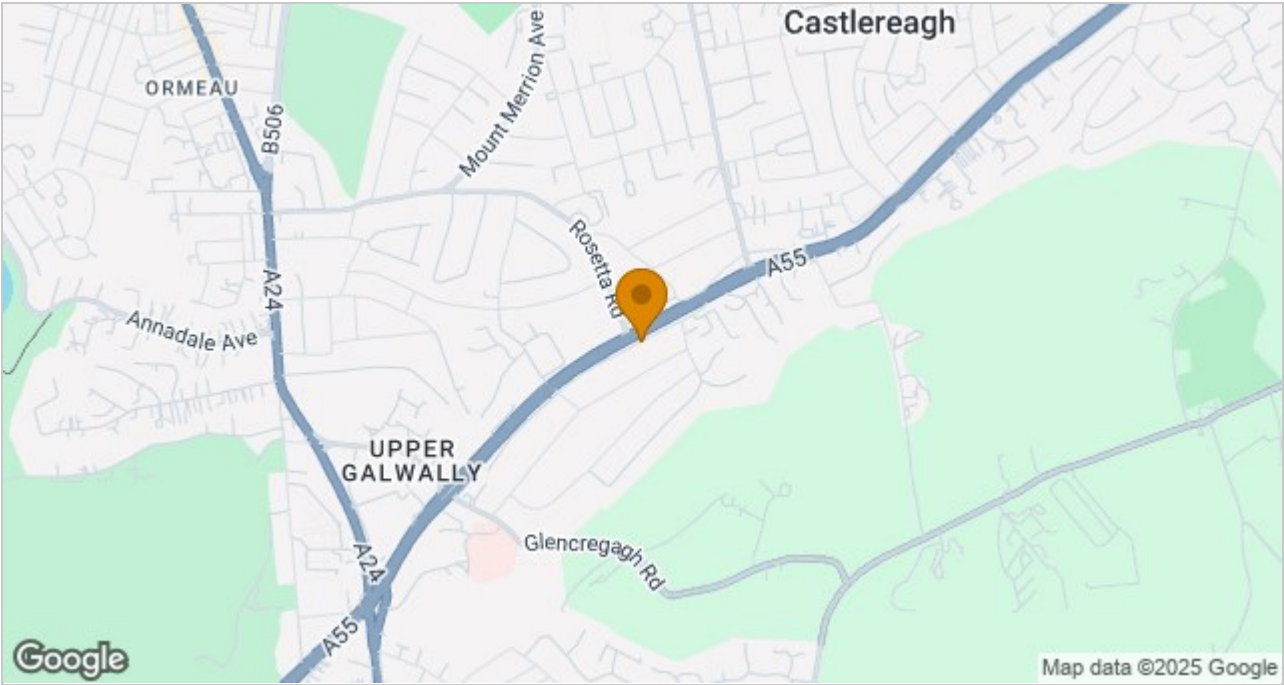 Castlereagh
ORMEAU
B506
Mount Merrion Ave
Rosetta Rd
A55
A24
Annadale Ave
UPPER
GALWALLY
Glencregagh Rd
A24
A55
Google
Map data ©2025 Google